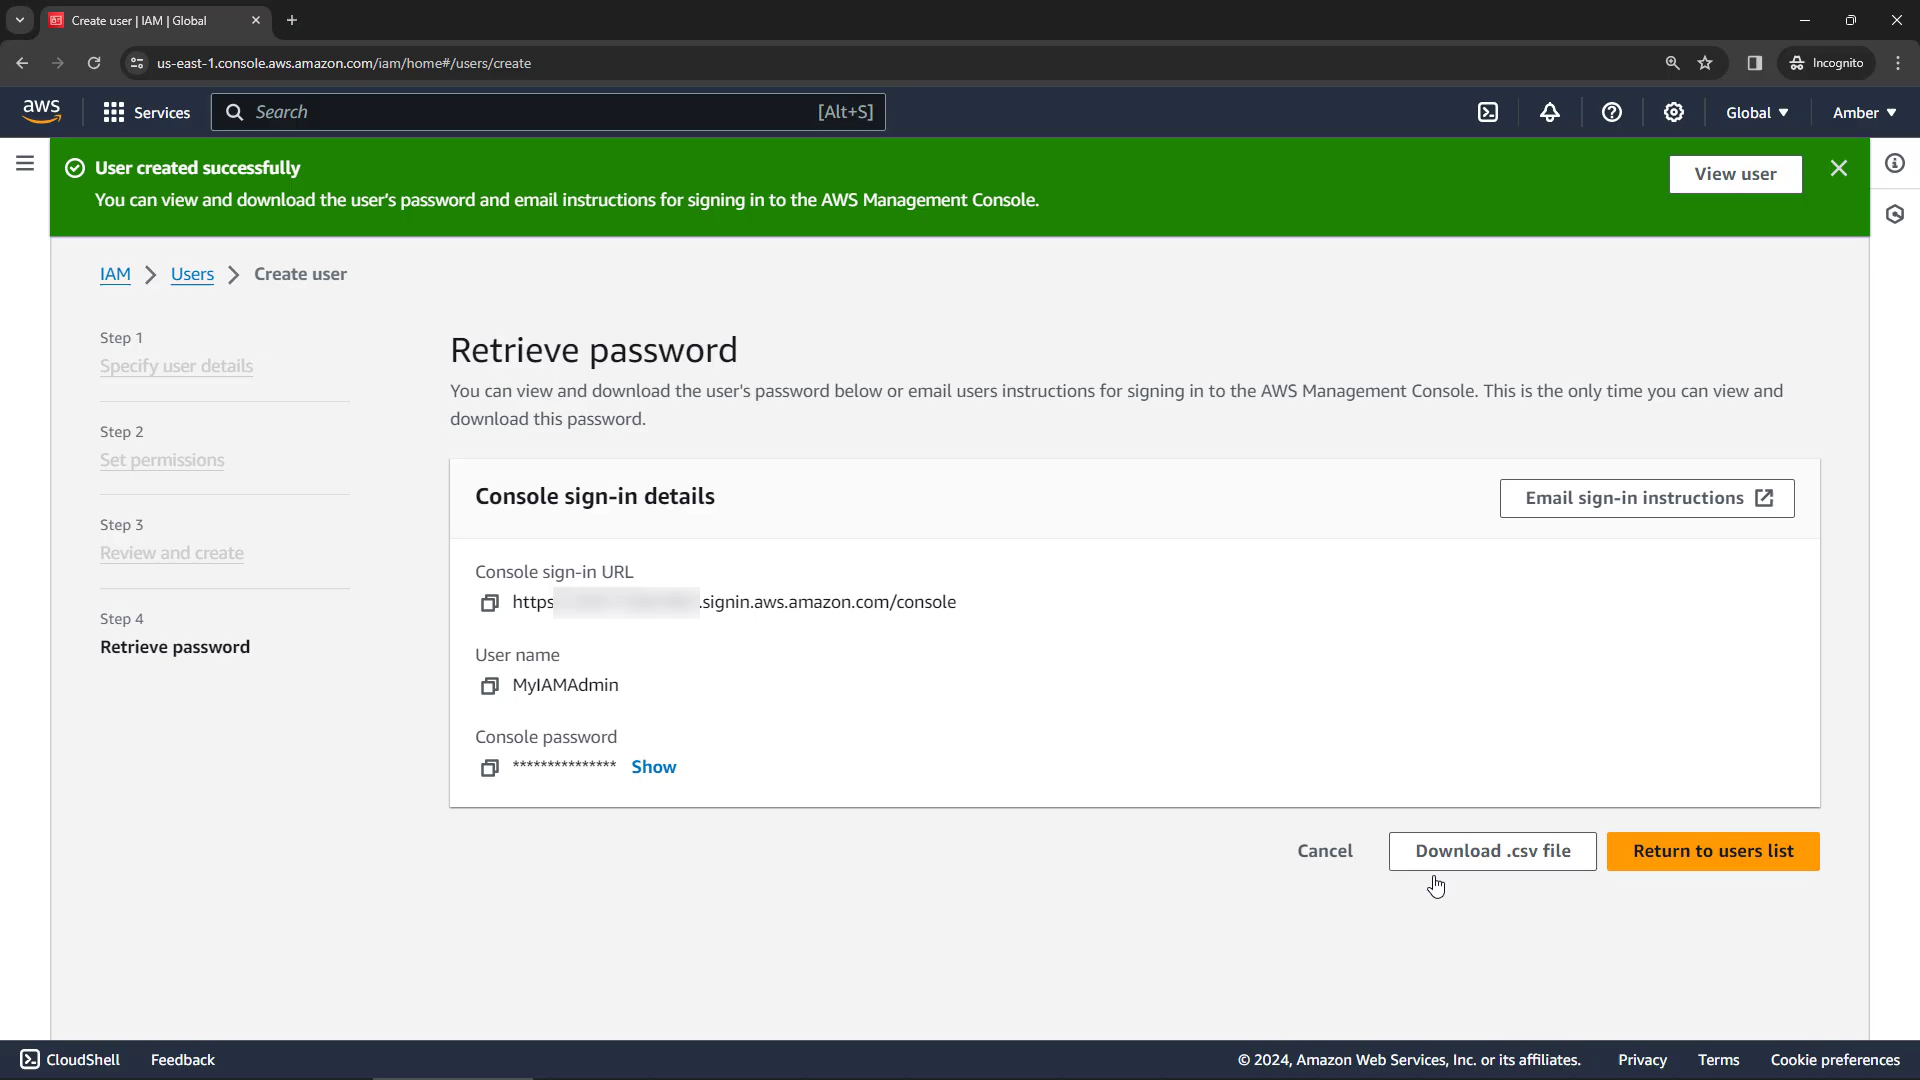 Create user | IAM | Global
us-east-1.console.aws.amazon.com/iam/home#/users/create
Incognito
aws
Services
Search
[Alt+S]
Global
Amber
User created successfully
You can view and download the user's password and email instructions for signing in to the AWS Management Console.
View user
IAM
Users
Create user
Step 1
Specify user details
Step 2
Set permissions
Step 3
Review and create
Step 4
Retrieve password
Retrieve password
You can view and download the user's password below or email users instructions for signing in to the AWS Management Console. This is the only time you can view and
download this password.
Console sign-in details
Email sign-in instructions
Console sign-in URL
https .signin.aws.amazon.com/console
User name
MyIAMAdmin
Console password
*************** Show
Cancel
Download .csv file
Return to users list
CloudShell
Feedback
© 2024, Amazon Web Services, Inc. or its affiliates.
Privacy
Terms
Cookie preferences